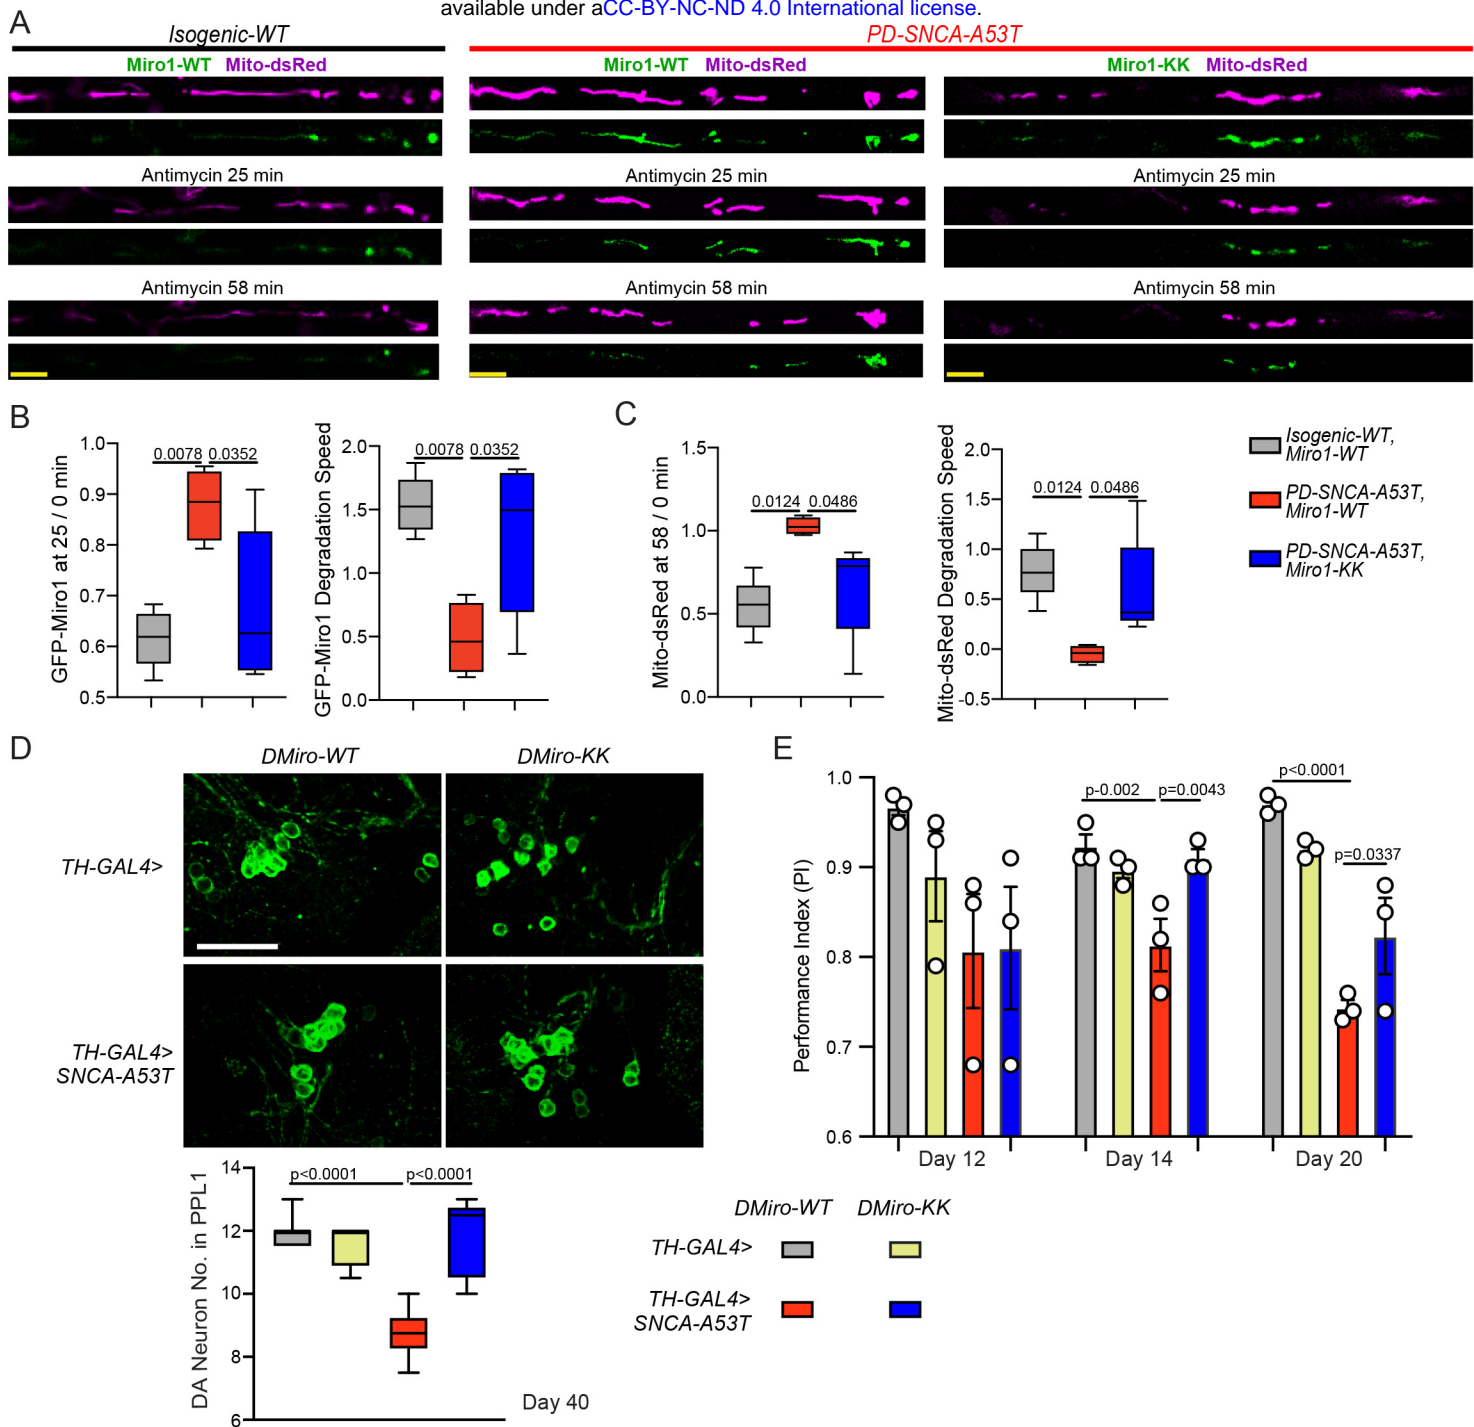 available under aCC-BY-NC-ND 4.0 International license.
A
Isogenic-WT
PD-SNCA-A53T
Miro1-WT Mito-dsRed
Miro1-WT Mito-dsRed
Miro1-KK Mito-dsRed
Antimycin 25 min
Antimycin 25 min
Antimycin 25 min
Antimycin 58 min
Antimycin 58 min
Antimycin 58 min
B
GFP-Miro1 at 25 / 0 min
1.0
0.9
0.8
0.7
0.6
0.5
0.0078
0.0352
GFP-Miro1 Degradation Speed
2.0
1.5
1.0
0.5
0.0
0.0078
0.0352
C
Mito-dsRed at 58 / 0 min
1.5
1.0
0.5
0.0
0.0124
0.0486
Mito-dsRed Degradation Speed
2.0
1.5
1.0
0.5
0.0
-0.5
0.0124
0.0486
Isogenic-WT,
Miro1-WT
PD-SNCA-A53T,
Miro1-WT
PD-SNCA-A53T,
Miro1-KK
D
DMiro-WT
DMiro-KK
TH-GAL4>
TH-GAL4>
SNCA-A53T
DA Neuron No. in PPL1
14
12
10
8
6
p<0.0001
p<0.0001
Day 40
E
Performance Index (PI)
1.0
0.9
0.8
0.7
0.6
p-0.002
p=0.0043
p<0.0001
p=0.0337
Day 12
Day 14
Day 20
DMiro-WT DMiro-KK
TH-GAL4>
TH-GAL4>
SNCA-A53T